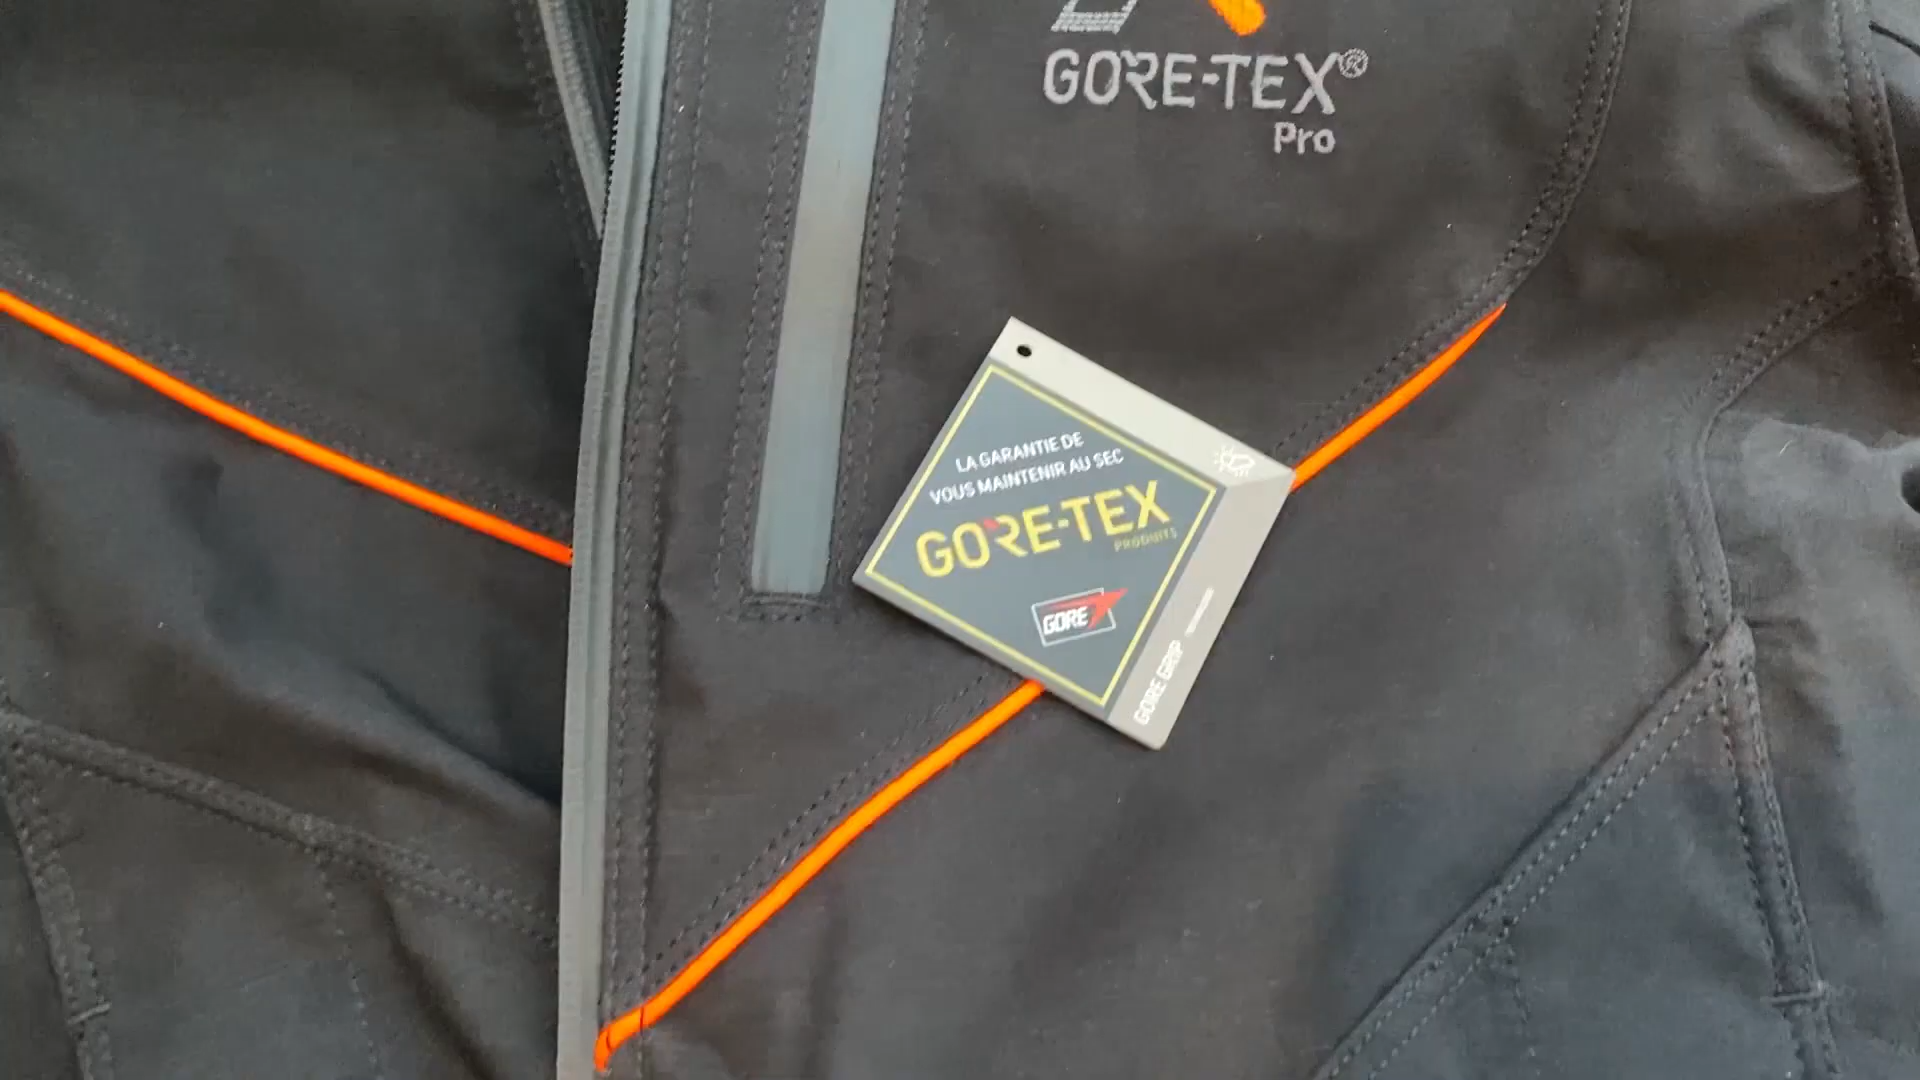 GORE-TEX®
Pro
LA GARANTIE DE
VOUS MAINTENIR AU SEC
GORE-TEX
PRODUITS
GORE
GORE GRIP